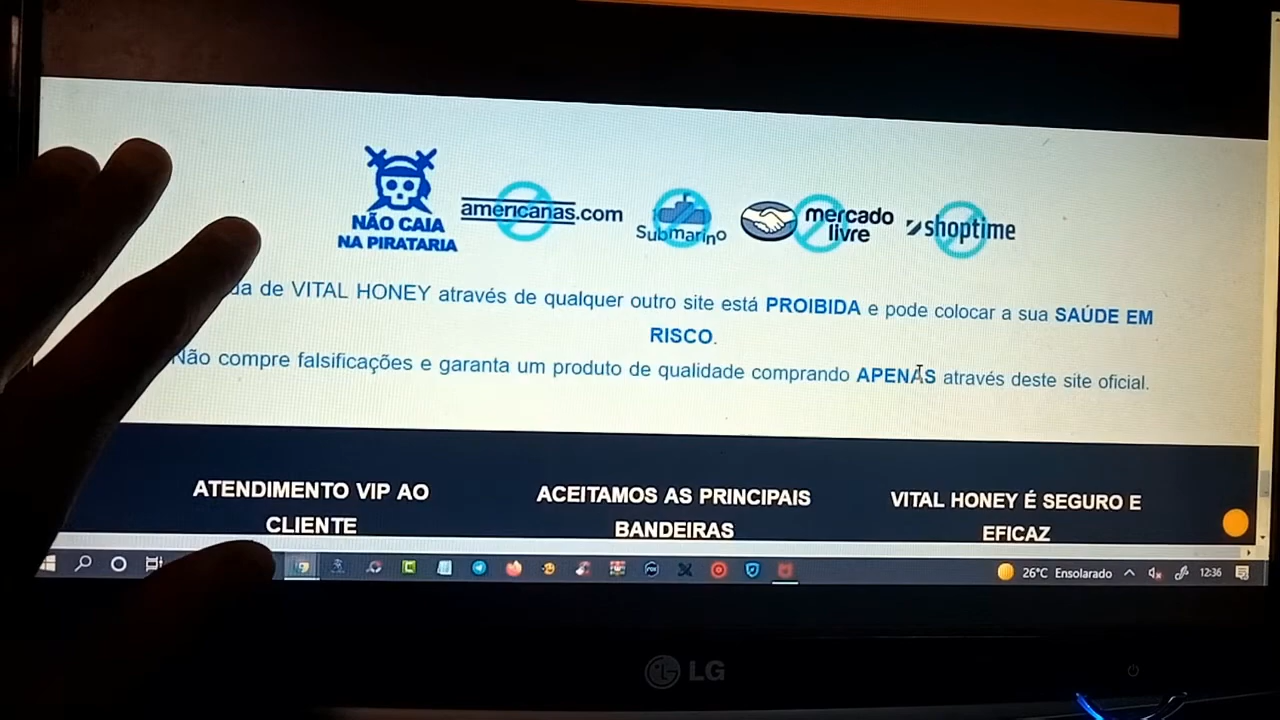 NÃO CAIA
NA PIRATARIA
americanas.com
Submarino
mercado
livre
shoptime
de VITAL HONEY através de qualquer outro site está PROIBIDA e pode colocar a sua SAÚDE EM
RISCO.
Não compre falsificações e garanta um produto de qualidade comprando APENAS através deste site oficial.
ATENDIMENTO VIP AO
CLIENTE
ACEITAMOS AS PRINCIPAIS
BANDEIRAS
VITAL HONEY É SEGURO E
EFICAZ
26°C Ensolarado
12:36
LG